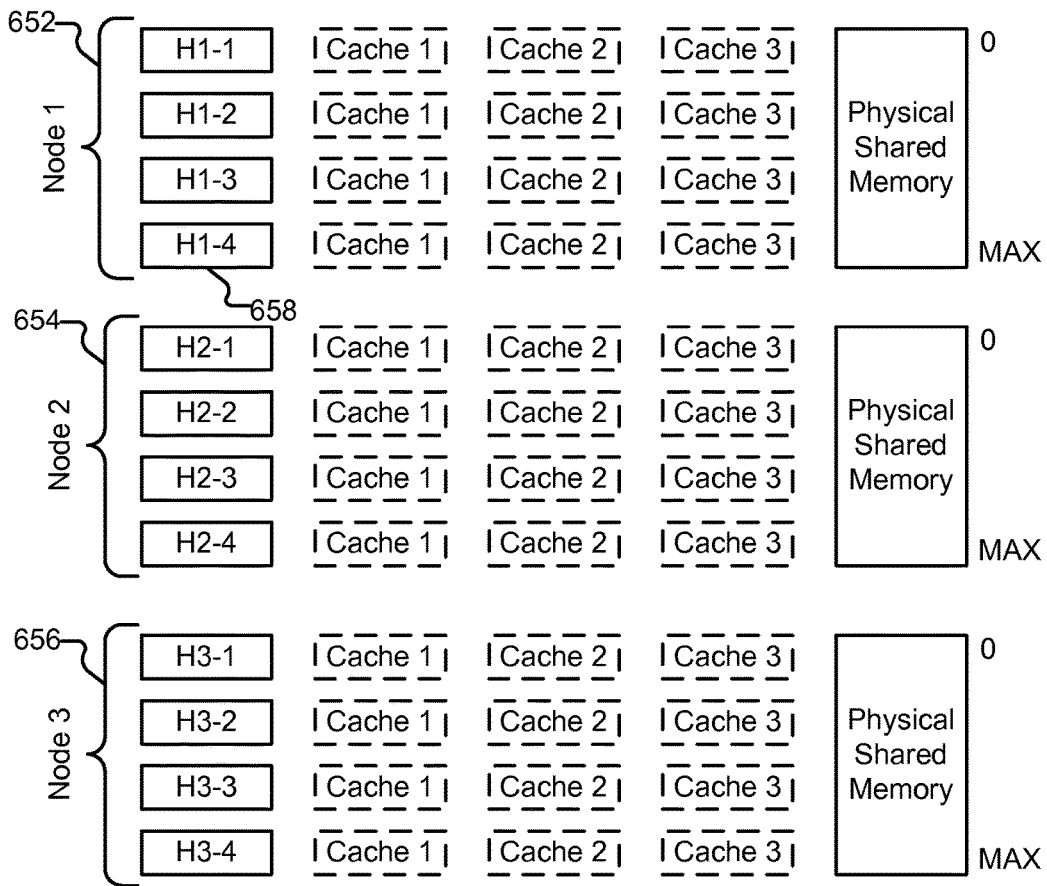 652
Node 1
H1-1 Cache 1 Cache 2 Cache 3 0
H1-2 Cache 1 Cache 2 Cache 3
H1-3 Cache 1 Cache 2 Cache 3
H1-4 Cache 1 Cache 2 Cache 3
Physical
Shared
Memory
MAX
658
654
Node 2
H2-1 Cache 1 Cache 2 Cache 3 0
H2-2 Cache 1 Cache 2 Cache 3
H2-3 Cache 1 Cache 2 Cache 3
H2-4 Cache 1 Cache 2 Cache 3
Physical
Shared
Memory
MAX
656
Node 3
H3-1 Cache 1 Cache 2 Cache 3 0
H3-2 Cache 1 Cache 2 Cache 3
H3-3 Cache 1 Cache 2 Cache 3
H3-4 Cache 1 Cache 2 Cache 3
Physical
Shared
Memory
MAX